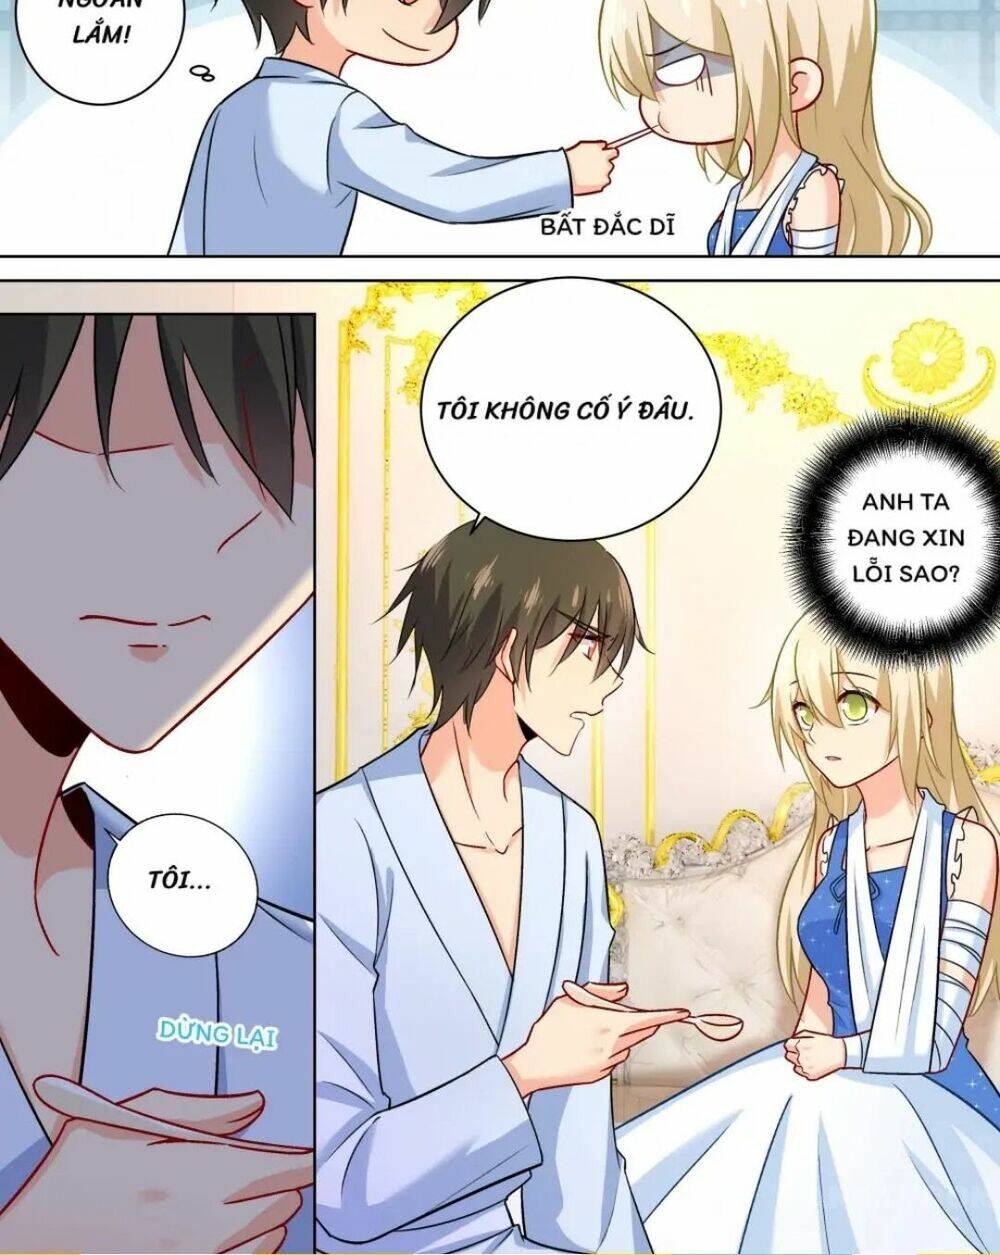 NGOAN
LẮM!
BẤT ĐẮC DĨ
TÔI KHÔNG CỐ Ý ĐÂU.
ANH TA
ĐANG XIN
LỖI SAO?
TÔI...
DỪNG LẠI